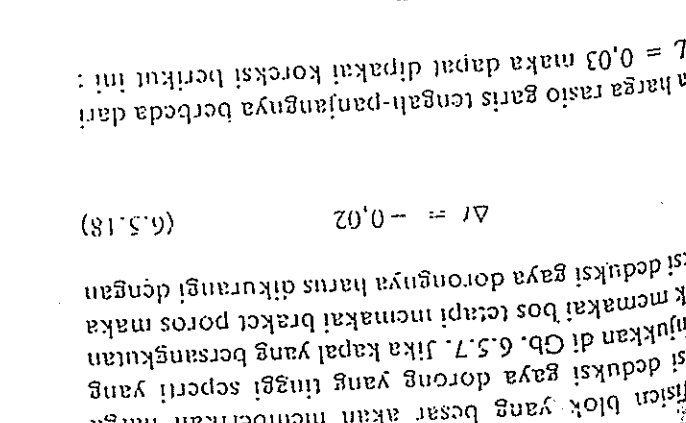 fisien blok yang besar akan memberikan harga
si deduksi gaya dorong yang tinggi seperti yang
njukkan di Gb. 6.5.7. Jika kapal yang bersangkutan
k memakai bos tetapi memakai braket poros maka
si deduksi gaya dorongnya harus dikurangi dengan
Δt = −0,02 (6.5.18)
a harga rasio garis tengah-panjangnya berbeda dari
L = 0,03 maka dapat dipakai koreksi berikut ini :